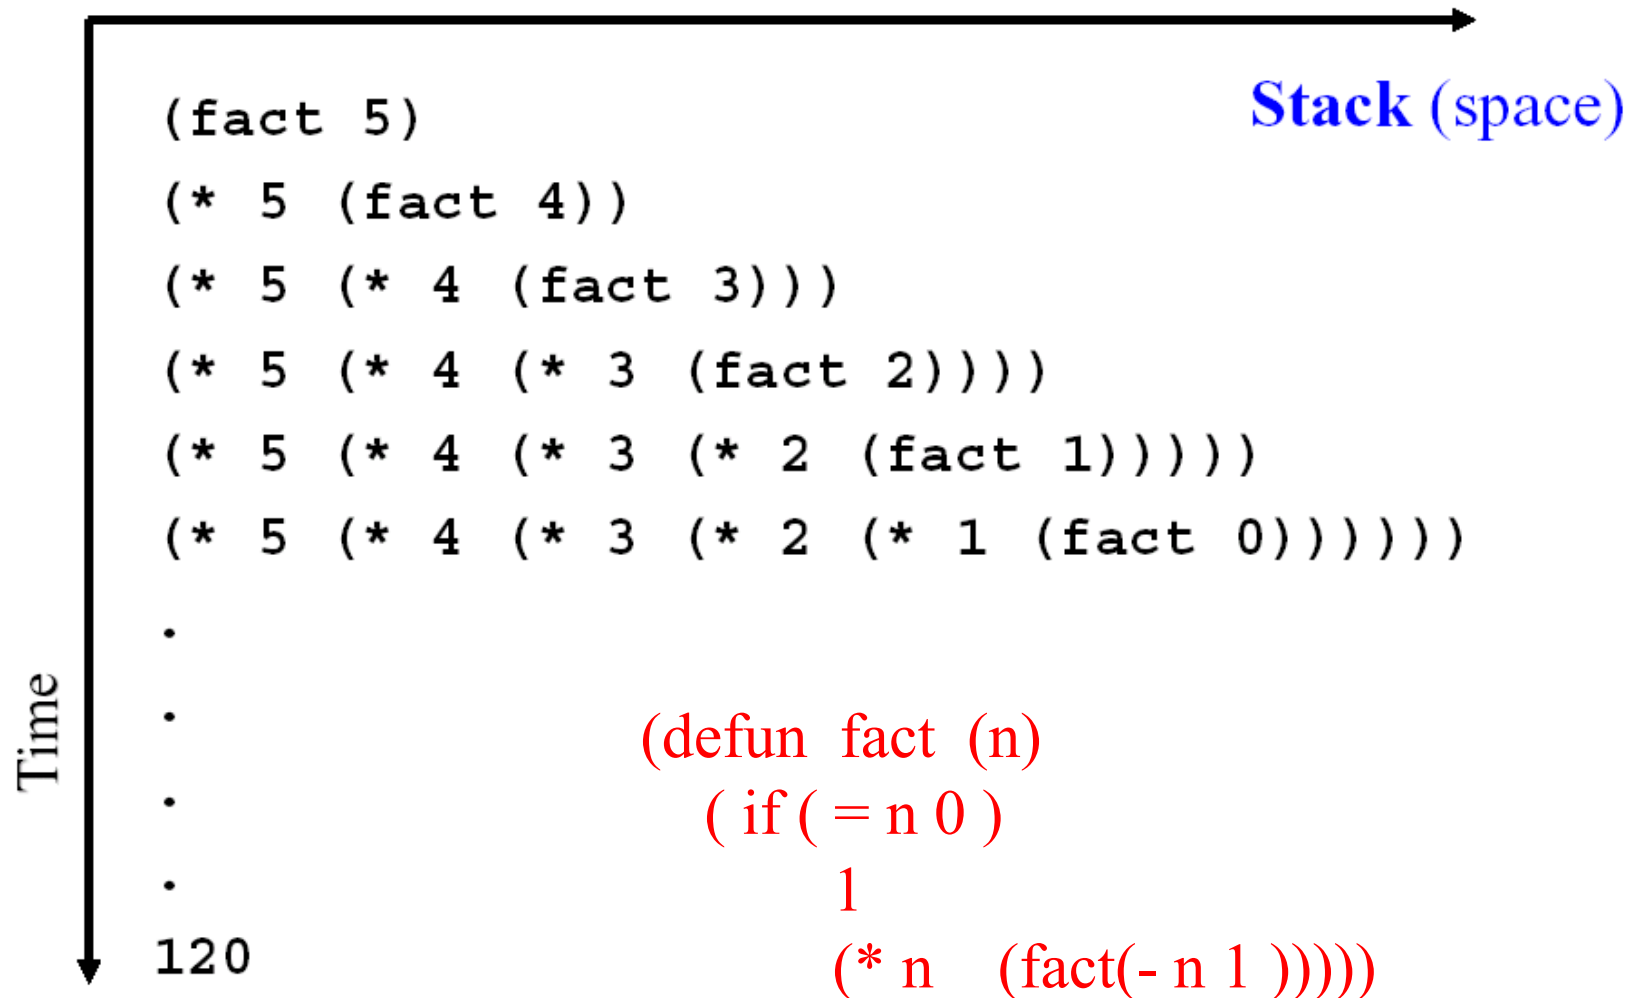 Stack (space)
(fact 5)
(* 5 (fact 4))
(* 5 (* 4 (fact 3)))
(* 5 (* 4 (* 3 (fact 2))))
(* 5 (* 4 (* 3 (* 2 (fact 1)))))
(* 5 (* 4 (* 3 (* 2 (* 1 (fact 0))))))
.
.
.
.
120
Time
(defun fact (n)
( if ( = n 0 )
1
(* n (fact(- n 1 )))))